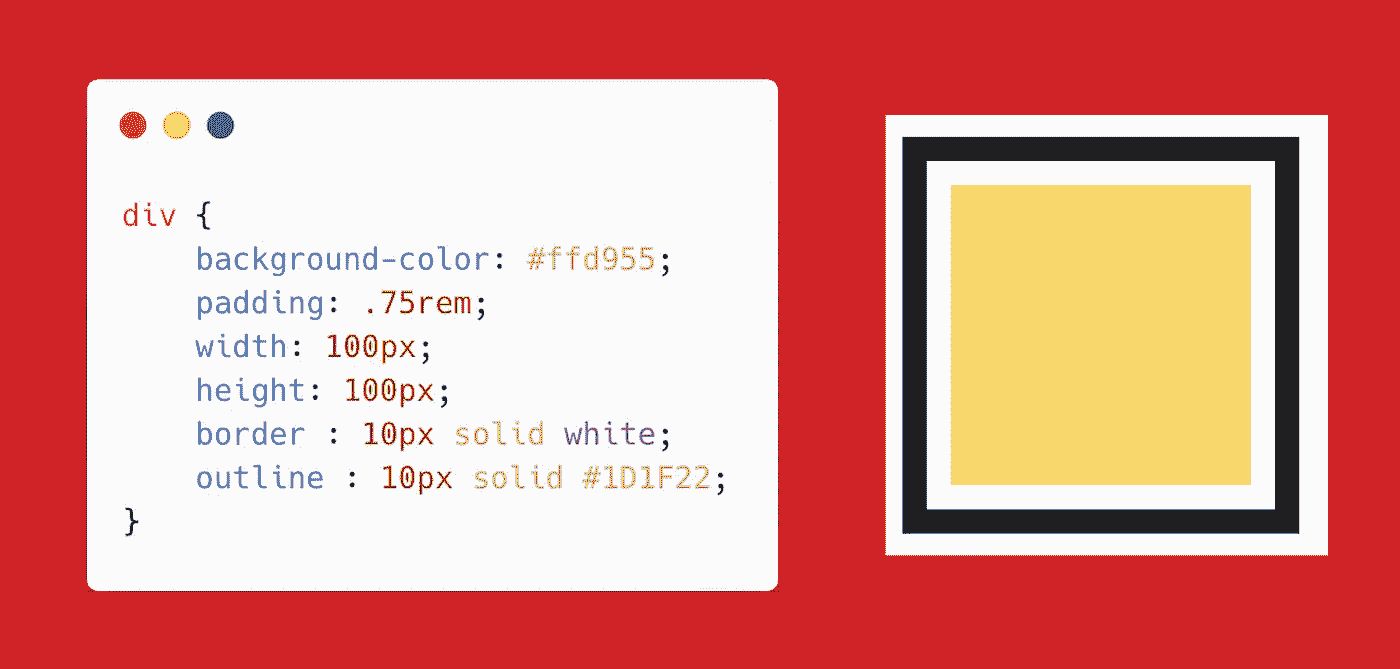 div {
    background-color: #ffd955;
    padding: .75rem;
    width: 100px;
    height: 100px;
    border : 10px solid white;
    outline : 10px solid #1D1F22;
}